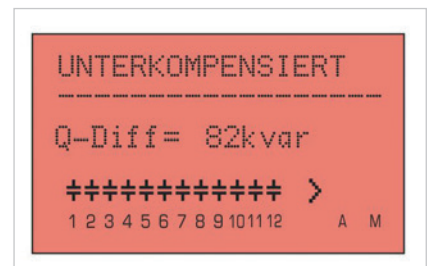 UNTERKOMPENSIERT
Q-Diff= 82kvar
>
1 2 3 4 5 6 7 8 9 10 11 12 A M